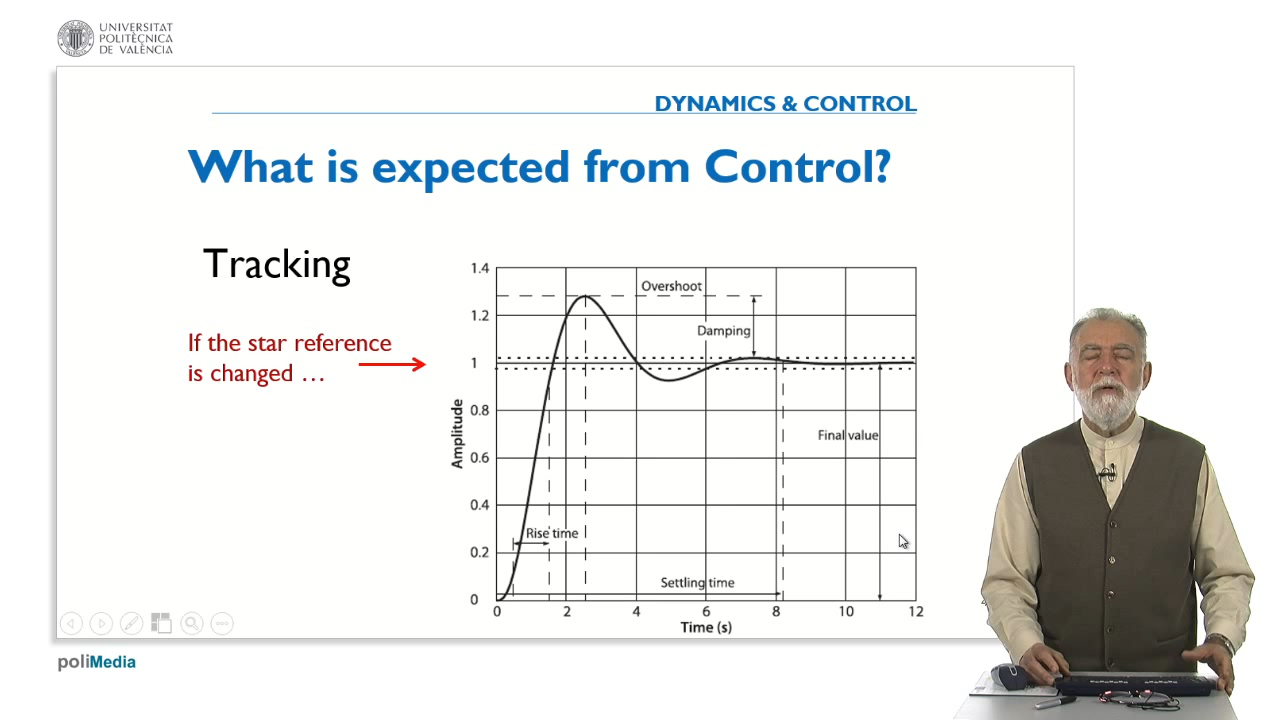 UNIVERSITAT
POLITÈCNICA
DE VALÈNCIA
DYNAMICS & CONTROL
What is expected from Control?
Tracking
If the star reference
is changed …
1.4
1.2
1
0.8
0.6
0.4
0.2
0
Amplitude
Overshoot
Damping
Final value
Rise time
Settling time
0 2 4 6 8 10 12
Time (s)
poliMedia